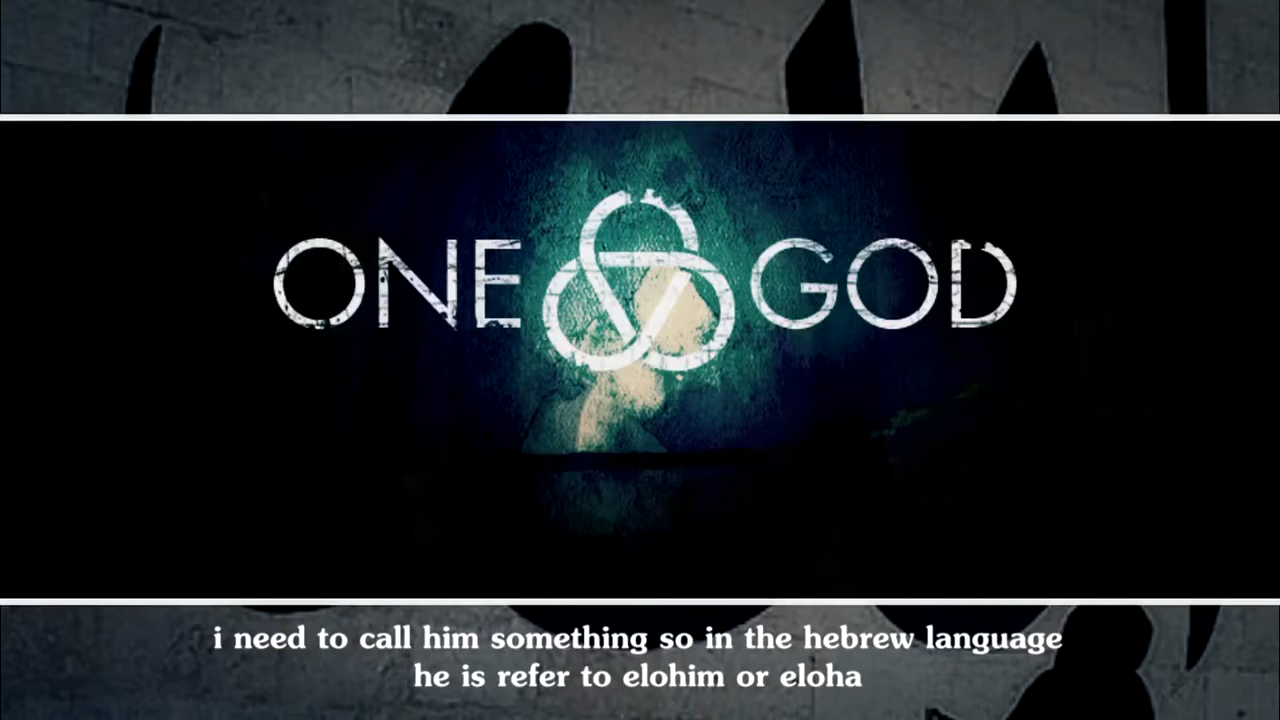 ONE GOD
i need to call him something so in the hebrew language
he is refer to elohim or eloha